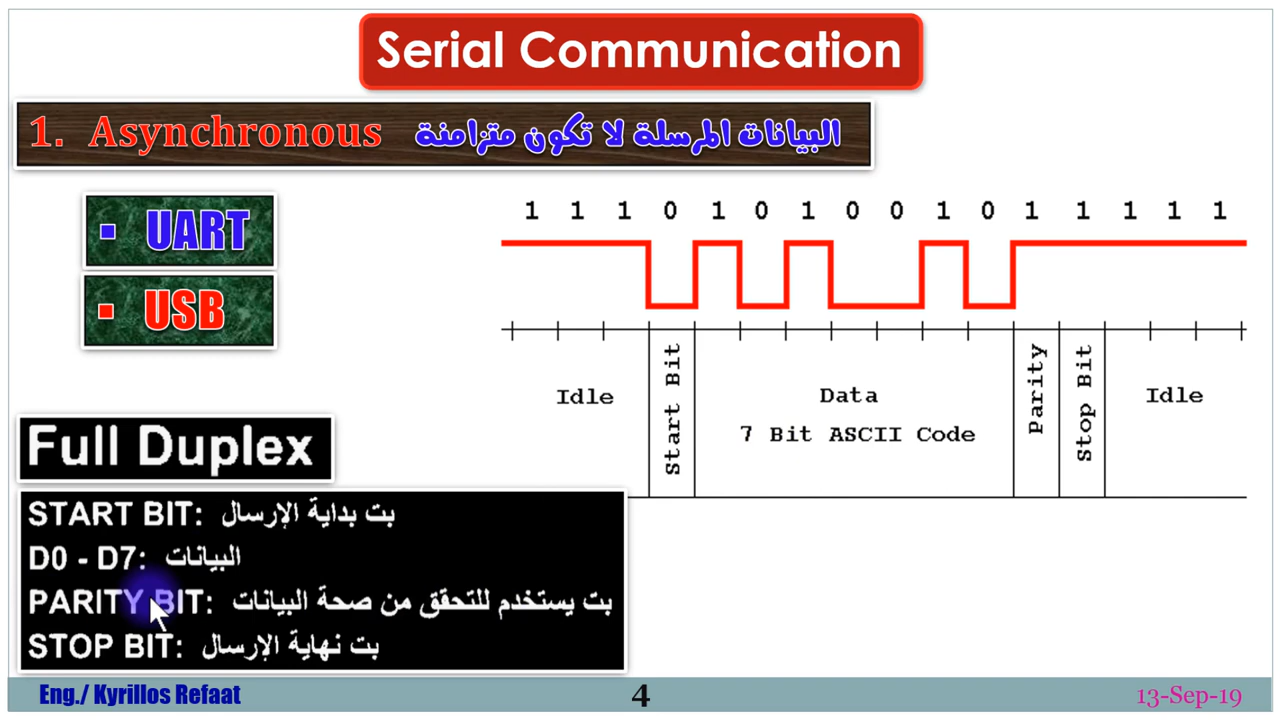 Serial Communication
1. Asynchronous البيانات المرسلة لا تكون متزامنة
▪ UART
▪ USB
1 1 1 0 1 0 1 0 0 1 0 1 1 1 1 1
Idle
Start Bit
Data
7 Bit ASCII Code
Parity
Stop Bit
Idle
Full Duplex
START BIT: بت بداية الإرسال
D0 - D7: البيانات
PARITY BIT: بت يستخدم للتحقق من صحة البيانات
STOP BIT: بت نهاية الإرسال
Eng./ Kyrillos Refaat
4
13-Sep-19